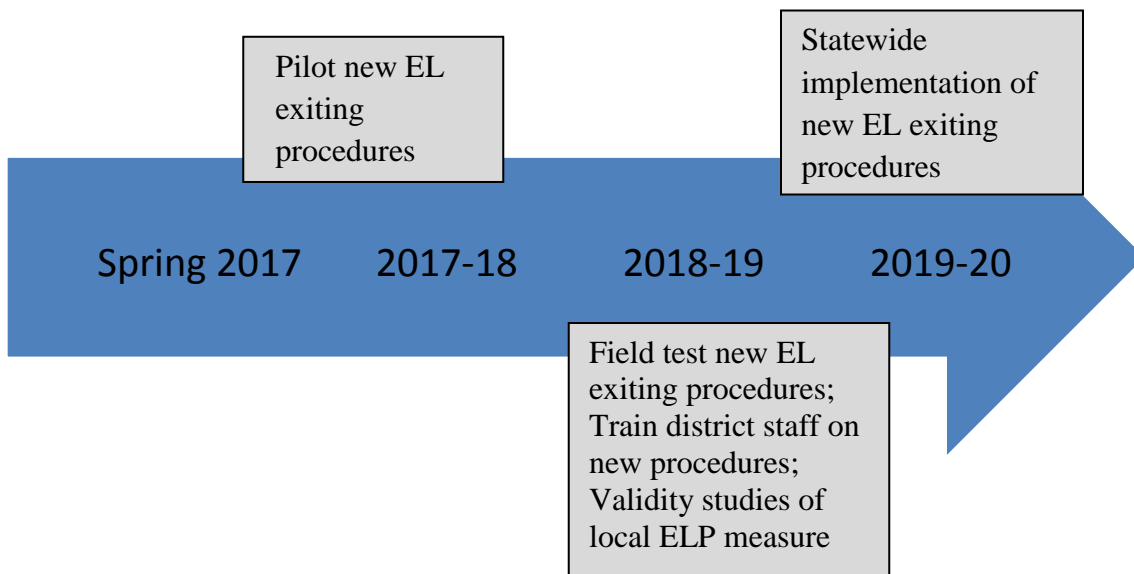 Pilot new EL
exiting
procedures
Statewide
implementation of
new EL exiting
procedures
Spring 2017 2017-18 2018-19 2019-20
Field test new EL
exiting procedures;
Train district staff on
new procedures;
Validity studies of
local ELP measure